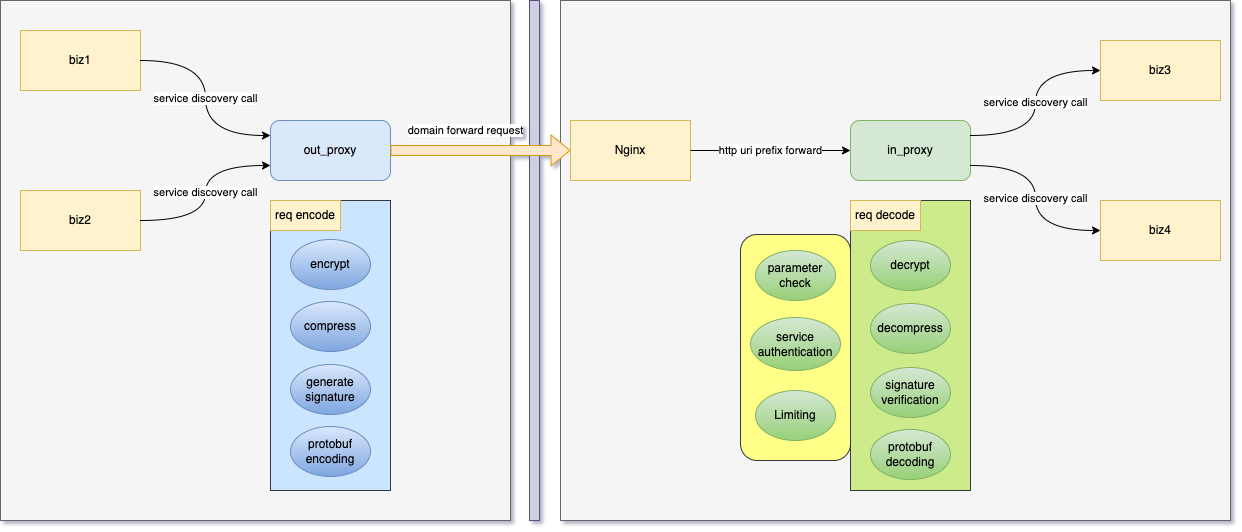 biz1
service discovery call
biz2
service discovery call
out_proxy
domain forward request
req encode
encrypt
compress
generate
signature
protobuf
encoding
Nginx
http uri prefix forward
in_proxy
service discovery call
biz3
service discovery call
biz4
parameter
check
service
authentication
Limiting
req decode
decrypt
decompress
signature
verification
protobuf
decoding